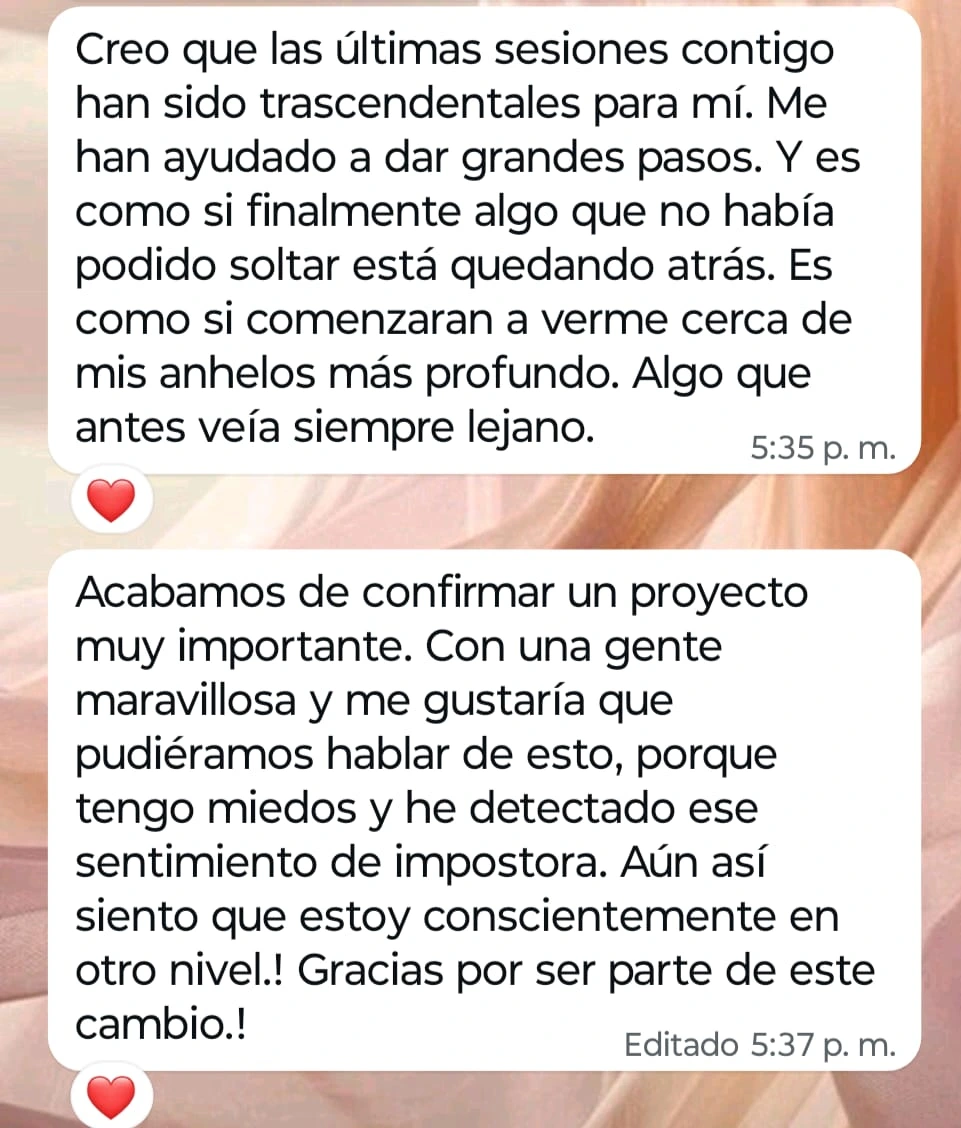 Creo que las últimas sesiones contigo
han sido trascendentales para mí. Me
han ayudado a dar grandes pasos. Y es
como si finalmente algo que no había
podido soltar está quedando atrás. Es
como si comenzaran a verme cerca de
mis anhelos más profundo. Algo que
antes veía siempre lejano.
5:35 p. m.
Acabamos de confirmar un proyecto
muy importante. Con una gente
maravillosa y me gustaría que
pudiéramos hablar de esto, porque
tengo miedos y he detectado ese
sentimiento de impostora. Aún así
siento que estoy conscientemente en
otro nivel.! Gracias por ser parte de este
cambio.!
Editado 5:37 p. m.